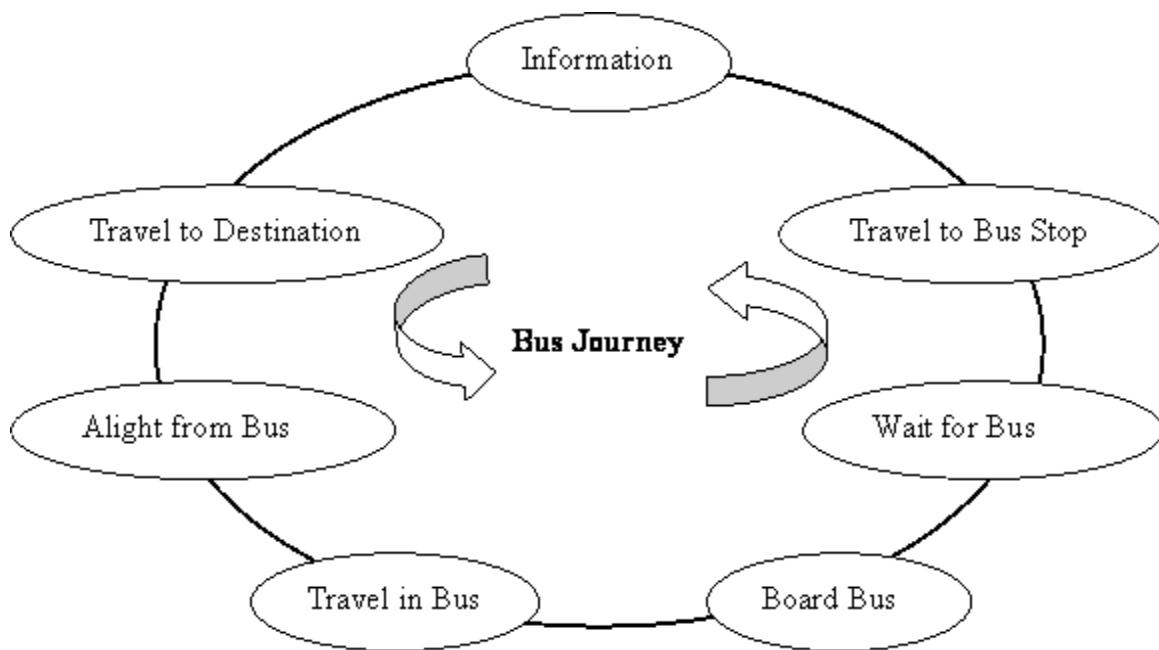 Information
Travel to Destination
Travel to Bus Stop
Bus Journey
Alight from Bus
Wait for Bus
Travel in Bus
Board Bus